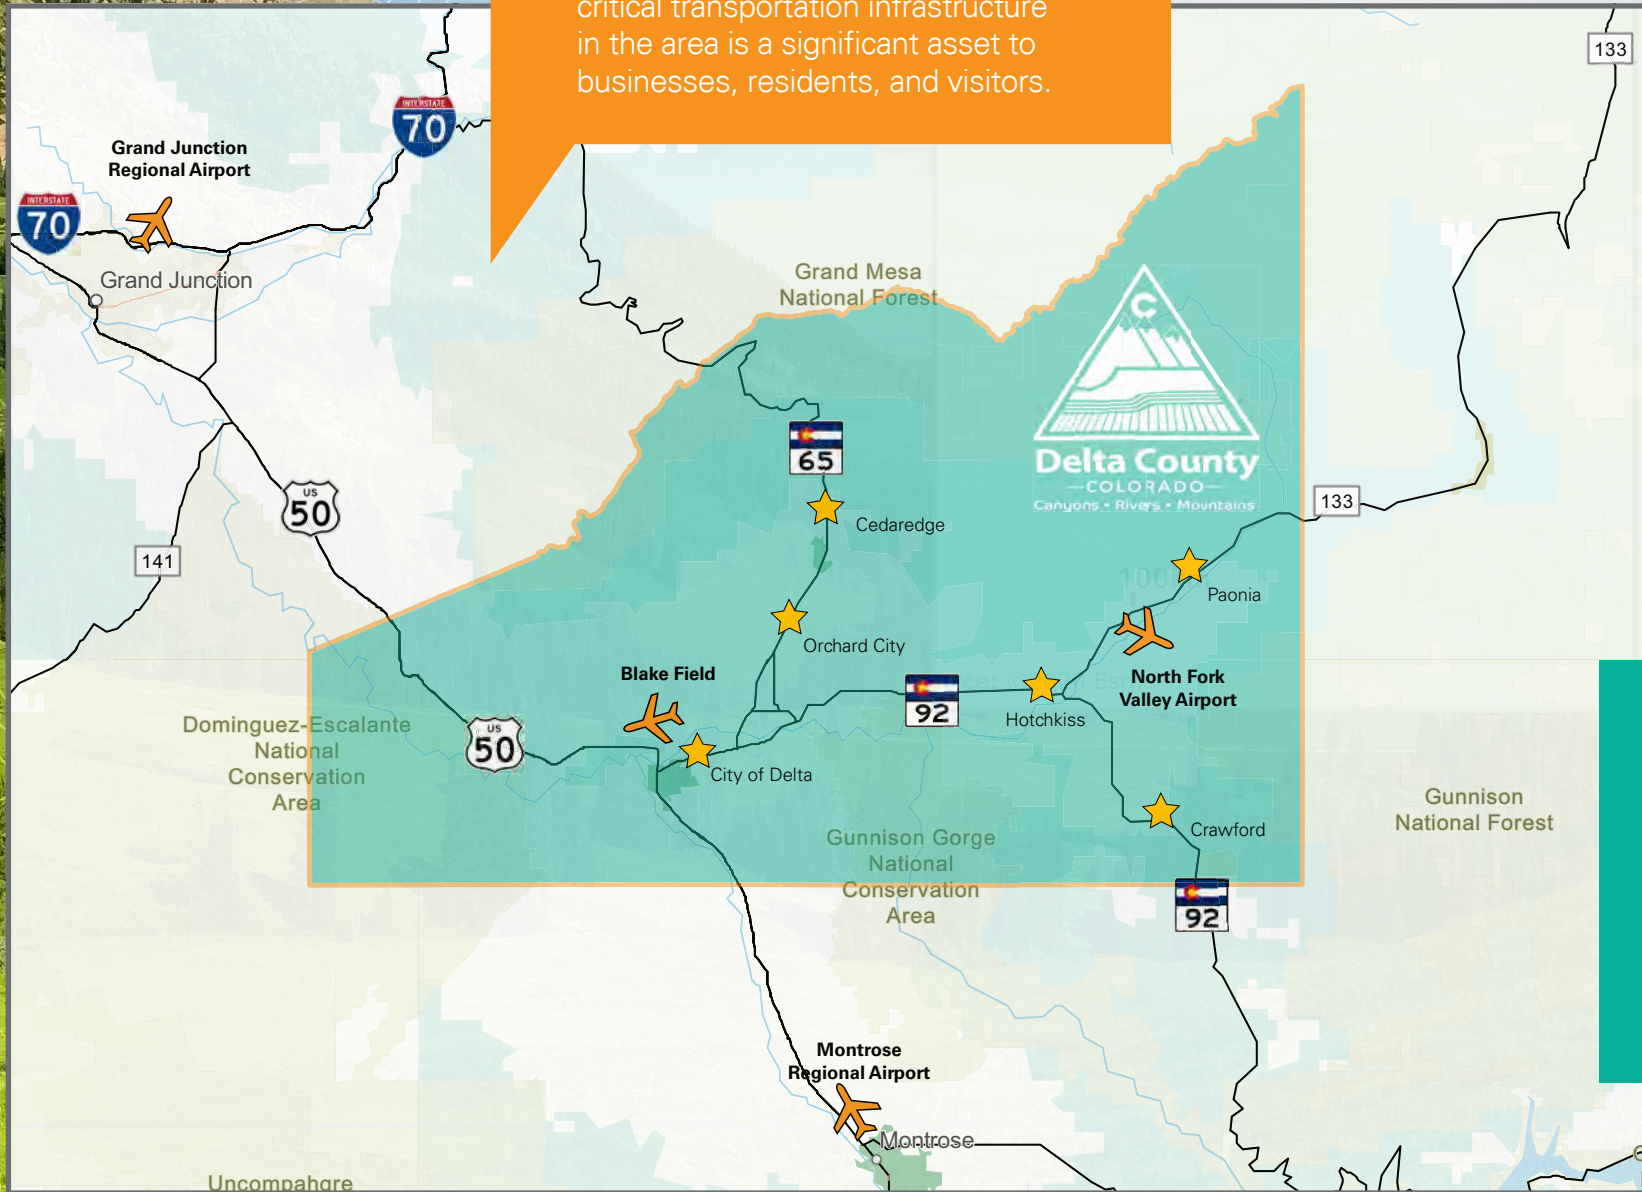 critical transportation infrastructure
in the area is a significant asset to
businesses, residents, and visitors.
133
INTERSTATE
70
Grand Junction
Regional Airport
INTERSTATE
70
Grand Junction
Grand Mesa
National Forest
C
Delta County
COLORADO
Canyons • Rivers • Mountains
65
US
50
133
Cedaredge
141
Paonia
Orchard City
Blake Field
North Fork
Valley Airport
92
Hotchkiss
Dominguez-Escalante
National
Conservation
Area
US
50
City of Delta
Gunnison
National Forest
Crawford
Gunnison Gorge
National
Conservation
Area
92
Montrose
Regional Airport
Montrose
Uncompahgre